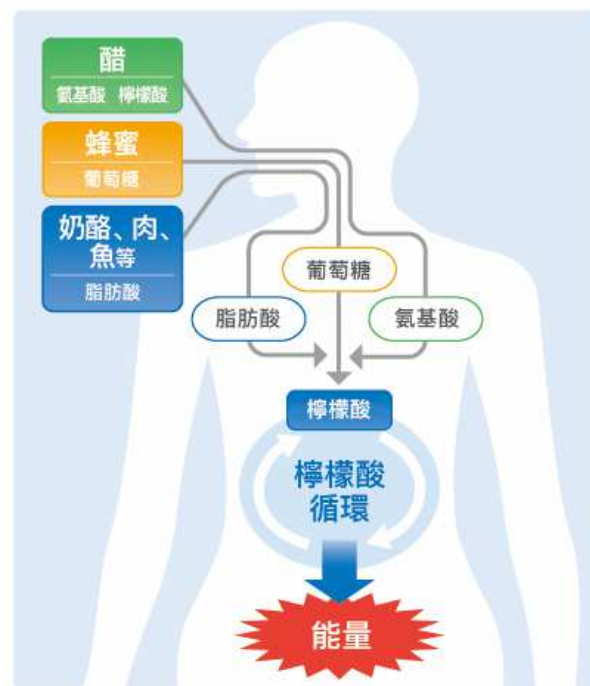 醋
氨基酸 檸檬酸
蜂蜜
葡萄糖
奶酪、肉、
魚等
脂肪酸
葡萄糖
脂肪酸
氨基酸
檸檬酸
檸檬酸
循環
能量